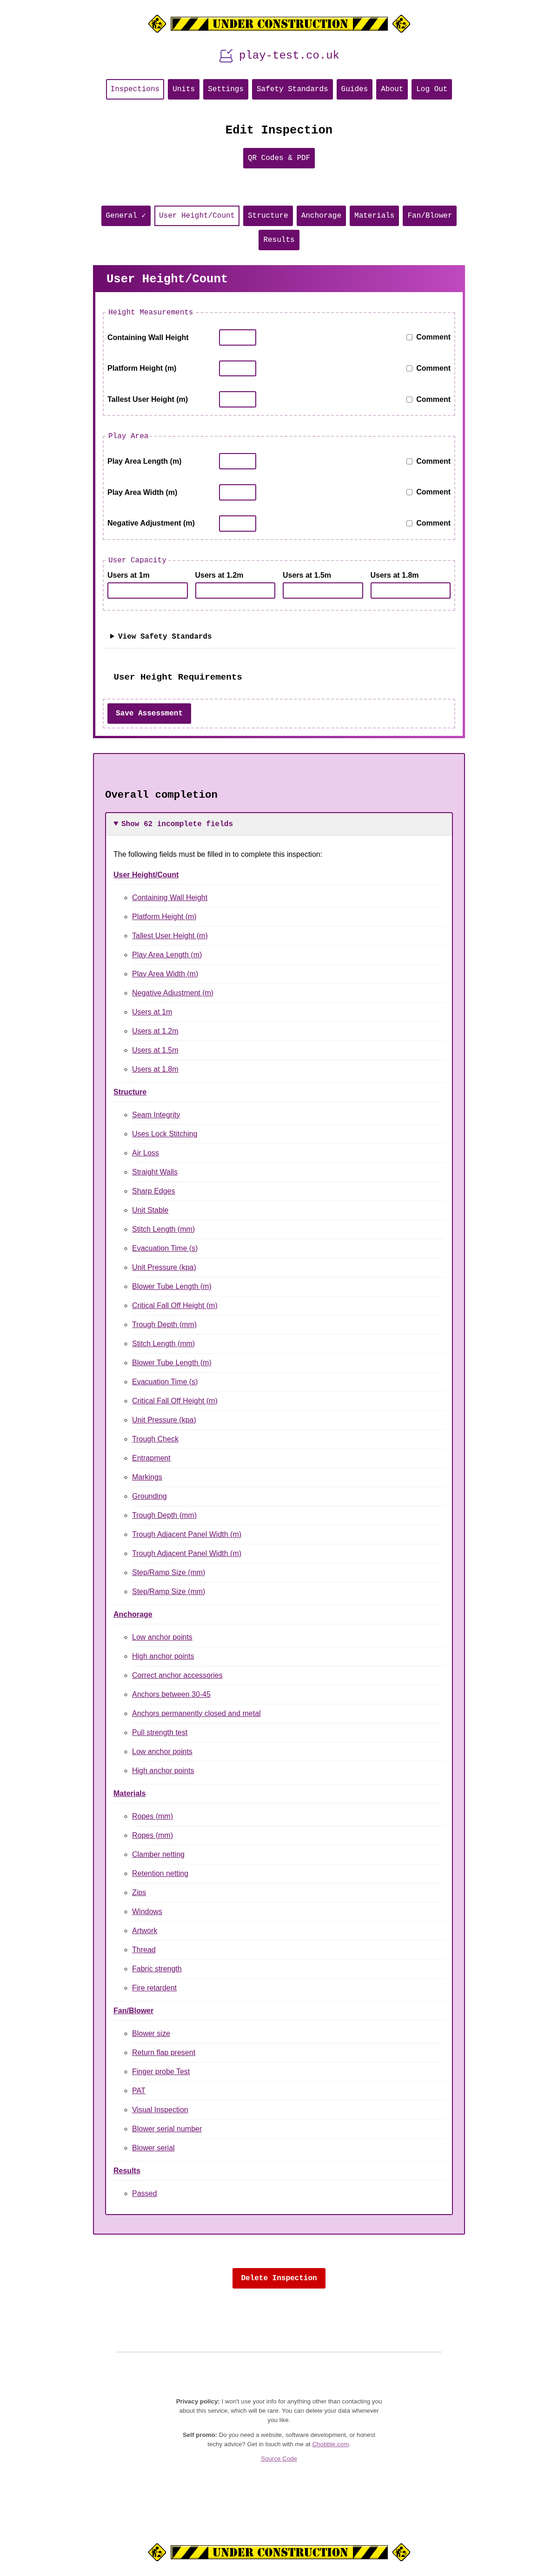 UNDER CONSTRUCTION
play-test.co.uk
Inspections Units Settings Safety Standards Guides About Log Out
Edit Inspection
QR Codes & PDF
General ✓ User Height/Count Structure Anchorage Materials Fan/Blower
Results
User Height/Count
Height Measurements
Containing Wall Height Comment
Platform Height (m) Comment
Tallest User Height (m) Comment
Play Area
Play Area Length (m) Comment
Play Area Width (m) Comment
Negative Adjustment (m) Comment
User Capacity
Users at 1m Users at 1.2m Users at 1.5m Users at 1.8m
▶ View Safety Standards
User Height Requirements
Save Assessment
Overall completion
▼ Show 62 incomplete fields
The following fields must be filled in to complete this inspection:
User Height/Count
Containing Wall Height
Platform Height (m)
Tallest User Height (m)
Play Area Length (m)
Play Area Width (m)
Negative Adjustment (m)
Users at 1m
Users at 1.2m
Users at 1.5m
Users at 1.8m
Structure
Seam Integrity
Uses Lock Stitching
Air Loss
Straight Walls
Sharp Edges
Unit Stable
Stitch Length (mm)
Evacuation Time (s)
Unit Pressure (kpa)
Blower Tube Length (m)
Critical Fall Off Height (m)
Trough Depth (mm)
Stitch Length (mm)
Blower Tube Length (m)
Evacuation Time (s)
Critical Fall Off Height (m)
Unit Pressure (kpa)
Trough Check
Entrapment
Markings
Grounding
Trough Depth (mm)
Trough Adjacent Panel Width (m)
Trough Adjacent Panel Width (m)
Step/Ramp Size (mm)
Step/Ramp Size (mm)
Anchorage
Low anchor points
High anchor points
Correct anchor accessories
Anchors between 30-45
Anchors permanently closed and metal
Pull strength test
Low anchor points
High anchor points
Materials
Ropes (mm)
Ropes (mm)
Clamber netting
Retention netting
Zips
Windows
Artwork
Thread
Fabric strength
Fire retardent
Fan/Blower
Blower size
Return flap present
Finger probe Test
PAT
Visual Inspection
Blower serial number
Blower serial
Results
Passed
Delete Inspection
Privacy policy: I won't use your info for anything other than contacting you
about this service, which will be rare. You can delete your data whenever
you like.
Self promo: Do you need a website, software development, or honest
techy advice? Get in touch with me at Chobble.com.
Source Code
UNDER CONSTRUCTION